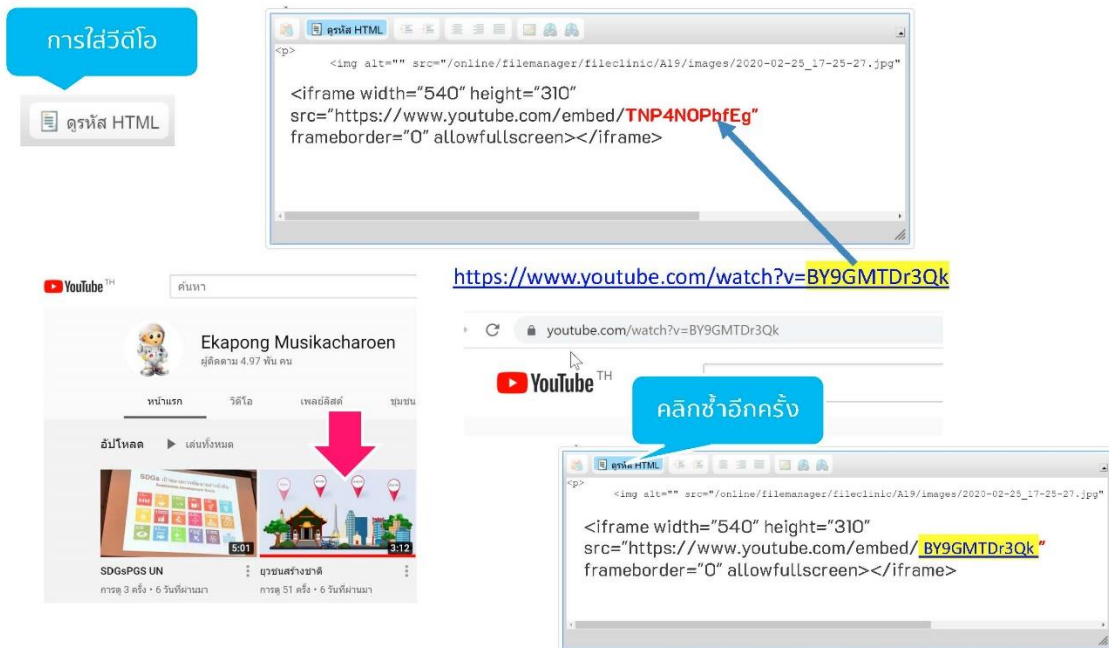 การใส่วีดีโอ
ดูรหัส HTML
ดูรหัส HTML
<p>
<img alt="" src="/online/filemanager/fileclinic/A19/images/2020-02-25_17-25-27.jpg"
<iframe width="540" height="310"
src="https://www.youtube.com/embed/TNP4N0PbfEg"
frameborder="0" allowfullscreen></iframe>
https://www.youtube.com/watch?v=BY9GMTDr3Qk
YouTube TH
ค้นหา
Ekapong Musikacharoen
ผู้ติดตาม 4.97 พัน คน
หน้าแรก วิดีโอ เพลย์ลิสต์ ชุมชน
อัปโหลด เล่นทั้งหมด
SDGs
5:01
3:12
SDGsPGS UN
การดู 3 ครั้ง • 6 วันที่ผ่านมา
ยุวชนสร้างชาติ
การดู 51 ครั้ง • 6 วันที่ผ่านมา
youtube.com/watch?v=BY9GMTDr3Qk
YouTube TH
คลิกซ้ำอีกครั้ง
ดูรหัส HTML
<p>
<img alt="" src="/online/filemanager/fileclinic/A19/images/2020-02-25_17-25-27.jpg"
<iframe width="540" height="310"
src="https://www.youtube.com/embed/ BY9GMTDr3Qk "
frameborder="0" allowfullscreen></iframe>